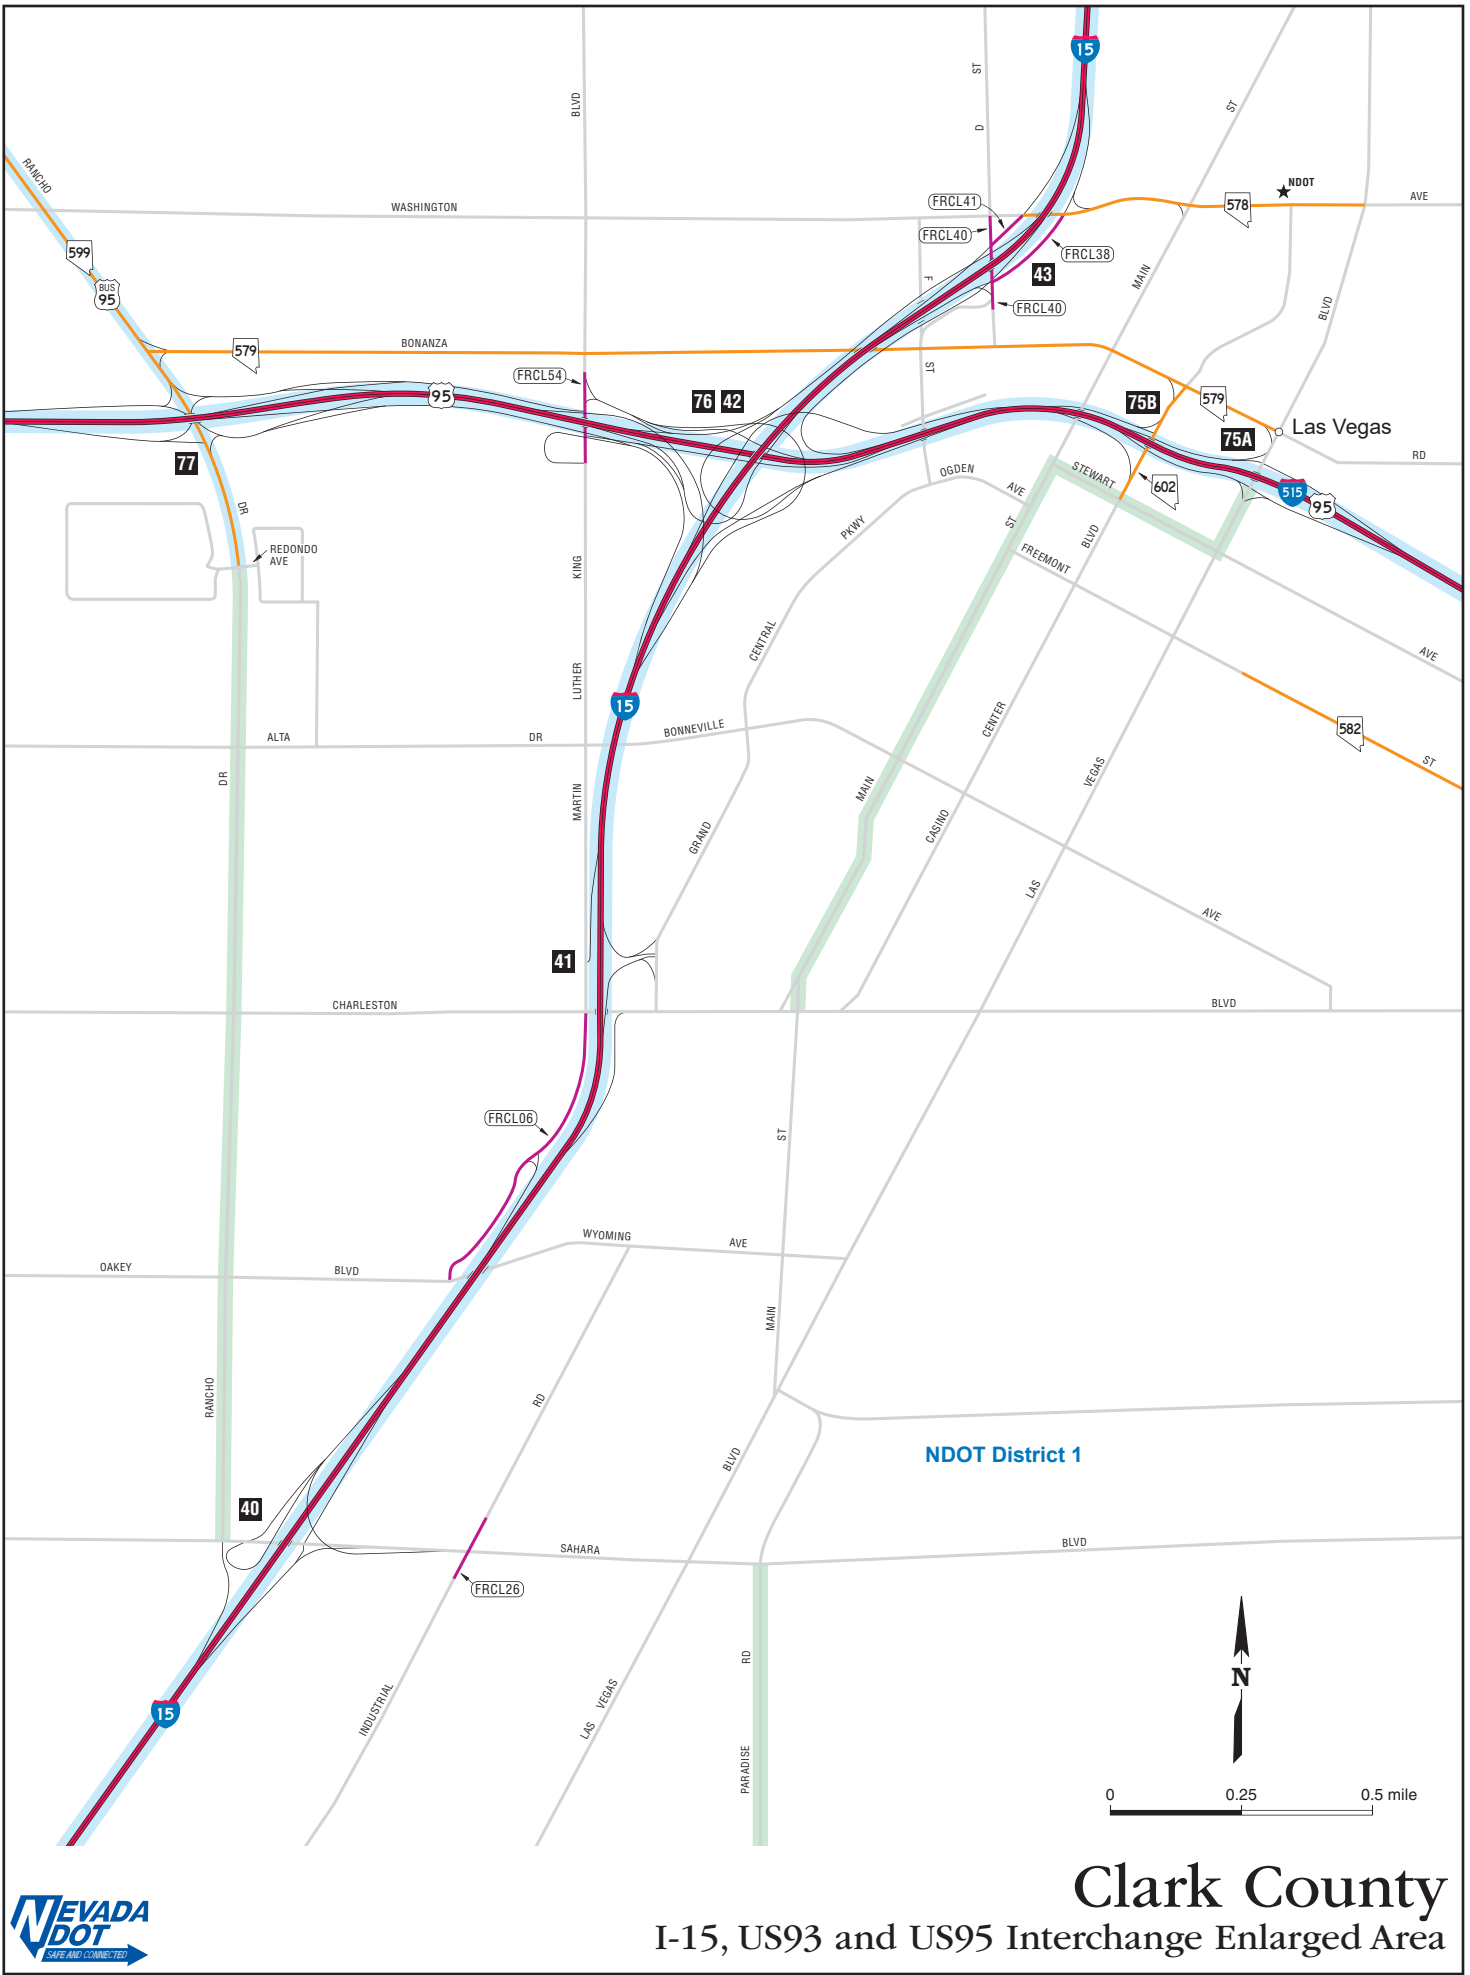 15
ST
BLVD
D
ST
RANCHO
NDOT
WASHINGTON
FRCL41
578
AVE
FRCL40
599
FRCL38
43
MAIN
BUS
95
F
FRCL40
BLVD
579
BONANZA
FRCL54
ST
95
76
42
75B
579
75A
Las Vegas
77
RD
OGDEN
STEWART
AVE
602
515
95
DR
PKWY
ST
BLVD
REDONDO
AVE
FREEMONT
KING
CENTRAL
AVE
LUTHER
15
BONNEVILLE
CENTER
582
ALTA
DR
ST
DR
MARTIN
MAIN
VEGAS
GRAND
CASINO
LAS
AVE
41
CHARLESTON
BLVD
FRCL06
ST
WYOMING
AVE
OAKEY
BLVD
MAIN
RANCHO
RD
BLVD
NDOT District 1
40
SAHARA
BLVD
FRCL26
RD
N
15
INDUSTRIAL
LAS VEGAS
PARADISE
0 0.25 0.5 mile
Clark County
I-15, US93 and US95 Interchange Enlarged Area
NEVADA
DOT
SAFE AND CONNECTED